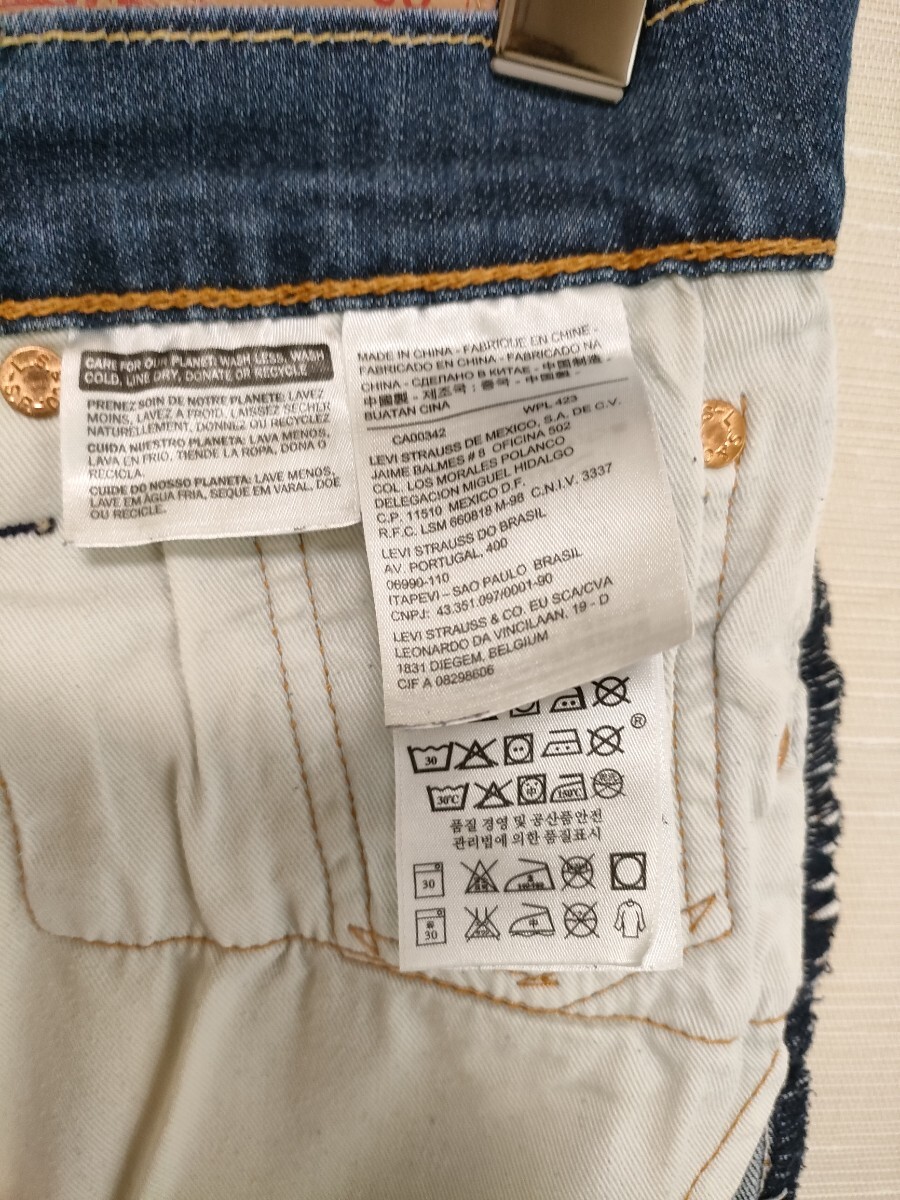 CARE FOR OUR PLANET: WASH LESS, WASH
COLD, LINE DRY, DONATE OR RECYCLE
PRENEZ SOIN DE NOTRE PLANETE: LAVEZ
MOINS, LAVEZ A FROID, LAISSEZ SECHER
NATURELLEMENT, DONNEZ OU RECYCLEZ
CUIDA NUESTRO PLANETA: LAVA MENOS,
LAVA EN FRIO, TIENDE LA ROPA, DONA O
RECICLA.
CUIDE DO NOSSO PLANETA: LAVE MENOS,
LAVE EM ÁGUA FRIA, SEQUE EM VARAL, DOE
OU RECICLE.
MADE IN CHINA - FABRIQUE EN CHINE -
FABRICADO EN CHINA - FABRICADO NA
CHINA - СДЕЛАНО В КИТАЕ - 中国制造 -
中國製 - 제조국 : 중국 - 中国製 -
BUATAN CINA
CA00342 WPL 423
LEVI STRAUSS DE MEXICO, S.A. DE C.V.
JAIME BALMES # 8 OFICINA 502
COL. LOS MORALES POLANCO
DELEGACION MIGUEL HIDALGO
C.P. 11510 MEXICO D.F.
R.F.C. LSM 660818 M-98 C.N.I.V. 3337
LEVI STRAUSS DO BRASIL
AV. PORTUGAL, 400
06990-110
ITAPEVI – SAO PAULO BRASIL
CNPJ: 43.351.097/0001-90
LEVI STRAUSS & CO. EU SCA/CVA
LEONARDO DA VINCILAAN, 19 - D
1831 DIEGEM, BELGIUM
CIF A 08298606
®
30
30℃ 中 150℃
품질 경영 및 공산품안전
관리법에 의한 품질표시
30
30 中